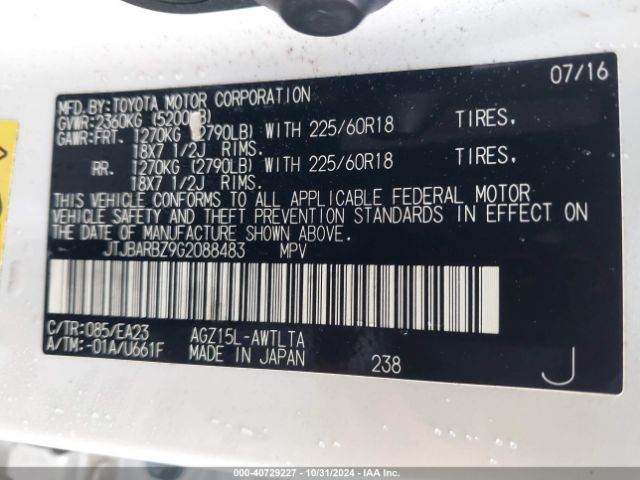 07/16
MFD.BY:TOYOTA MOTOR CORPORATION
GVWR:2360KG (5200LB)
GAWR:FRT. 1270KG (2790LB) WITH 225/60R18 TIRES,
18X7 1/2J RIMS.
RR. 1270KG (2790LB) WITH 225/60R18 TIRES,
18X7 1/2J RIMS.
THIS VEHICLE CONFORMS TO ALL APPLICABLE FEDERAL MOTOR
VEHICLE SAFETY AND THEFT PREVENTION STANDARDS IN EFFECT ON
THE DATE OF MANUFACTURE SHOWN ABOVE.
JTJBARBZ9G2088483 MPV
C/TR:085/EA23 AGZ15L-AWTLTA
A/TM:-01A/U661F MADE IN JAPAN 238 J
000-40729227 - 10/31/2024 - IAA, Inc.